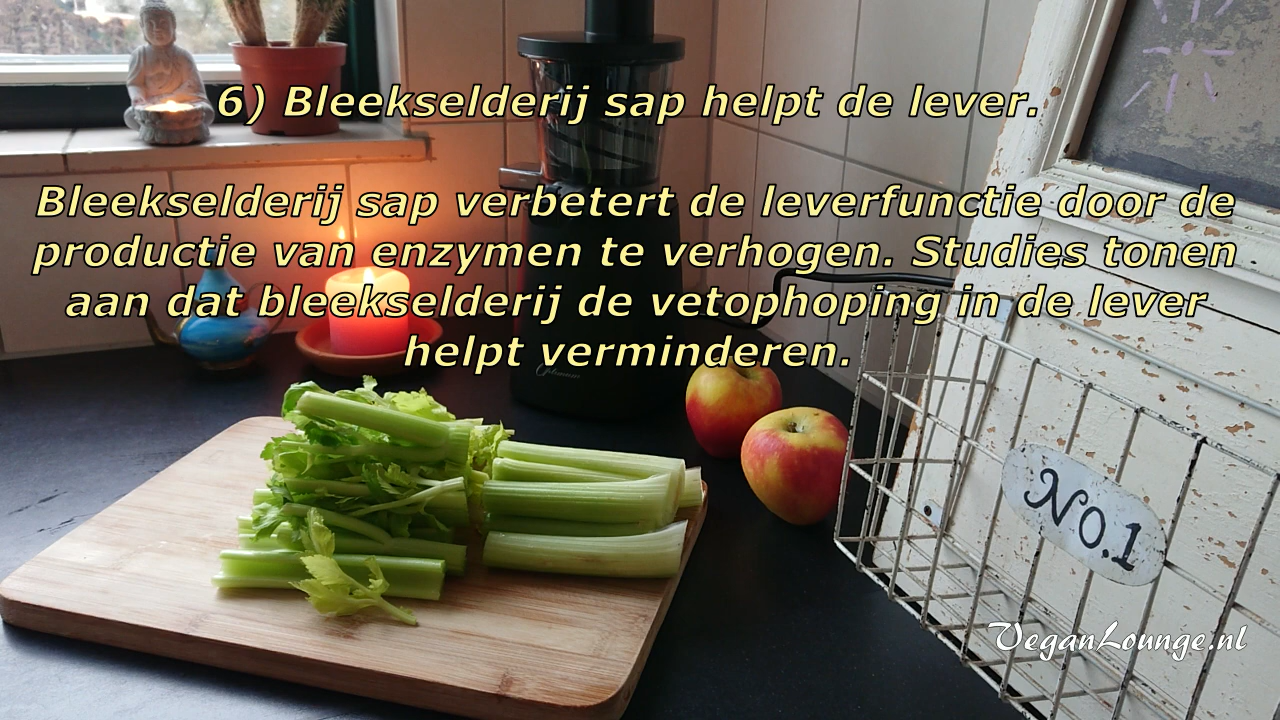 6) Bleekselderij sap helpt de lever.
Bleekselderij sap verbetert de leverfunctie door de
productie van enzymen te verhogen. Studies tonen
aan dat bleekselderij de vetophoping in de lever
helpt verminderen.
Optimum
No.1
VeganLounge.nl